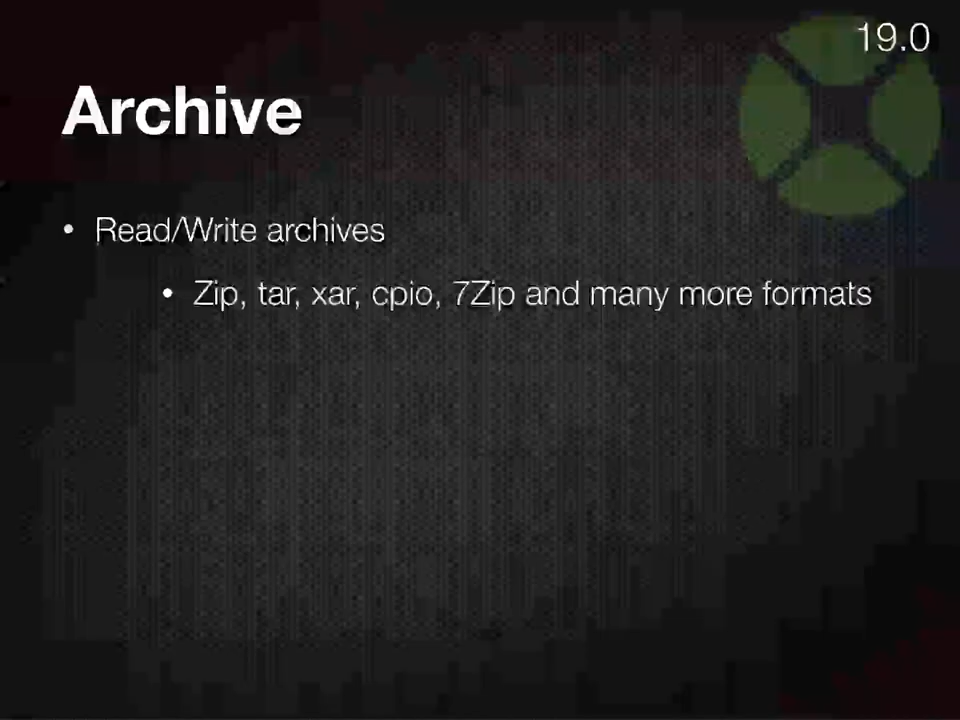 19.0
Archive
• Read/Write archives
• Zip, tar, xar, cpio, 7Zip and many more formats